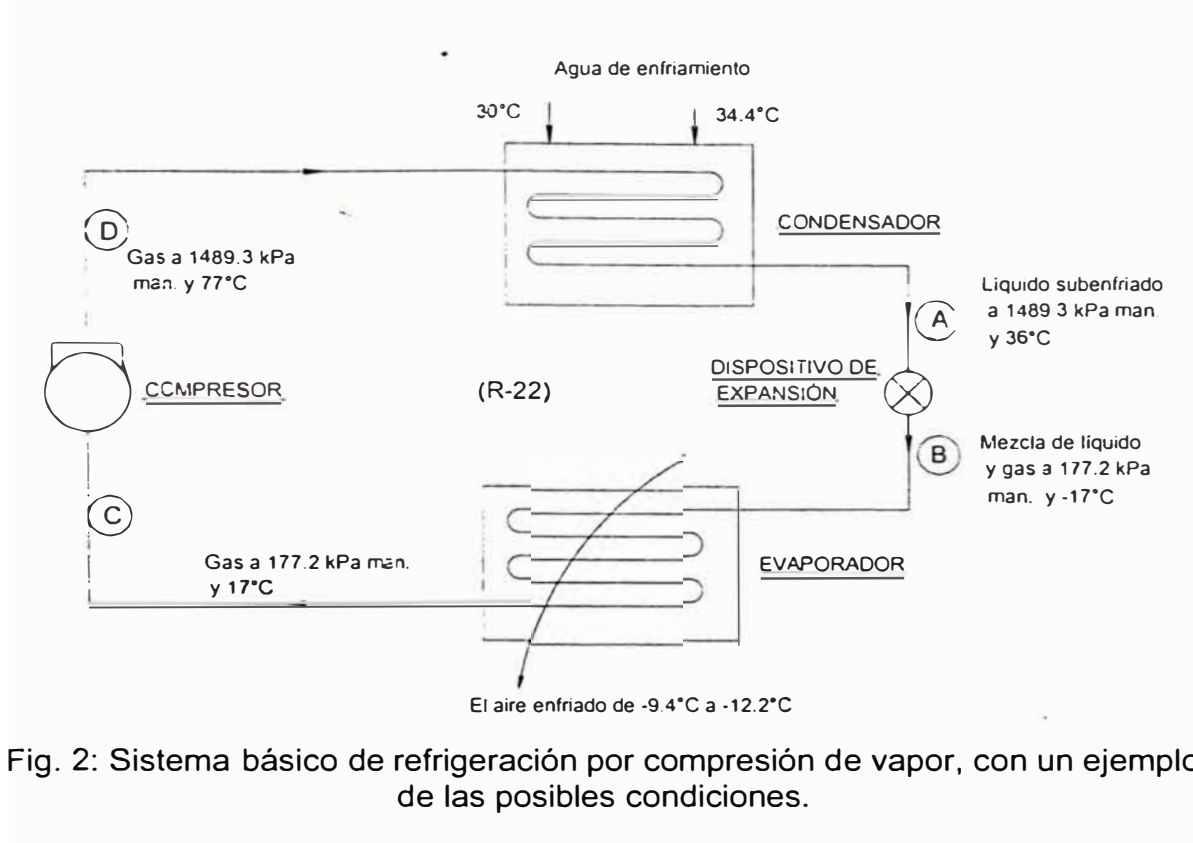 Agua de enfriamiento
30°C
34.4°C
D
Gas a 1489.3 kPa
man. y 77°C
CONDENSADOR
Liquido subenfriado
a 1489 3 kPa man.
y 36°C
A
COMPRESOR
(R-22)
DISPOSITIVO DE
EXPANSIÓN
B
Mezcla de líquido
y gas a 177.2 kPa
man. y -17°C
C
Gas a 177.2 kPa man.
y 17°C
EVAPORADOR
El aire enfriado de -9.4°C a -12.2°C
Fig. 2: Sistema básico de refrigeración por compresión de vapor, con un ejemplo
de las posibles condiciones.